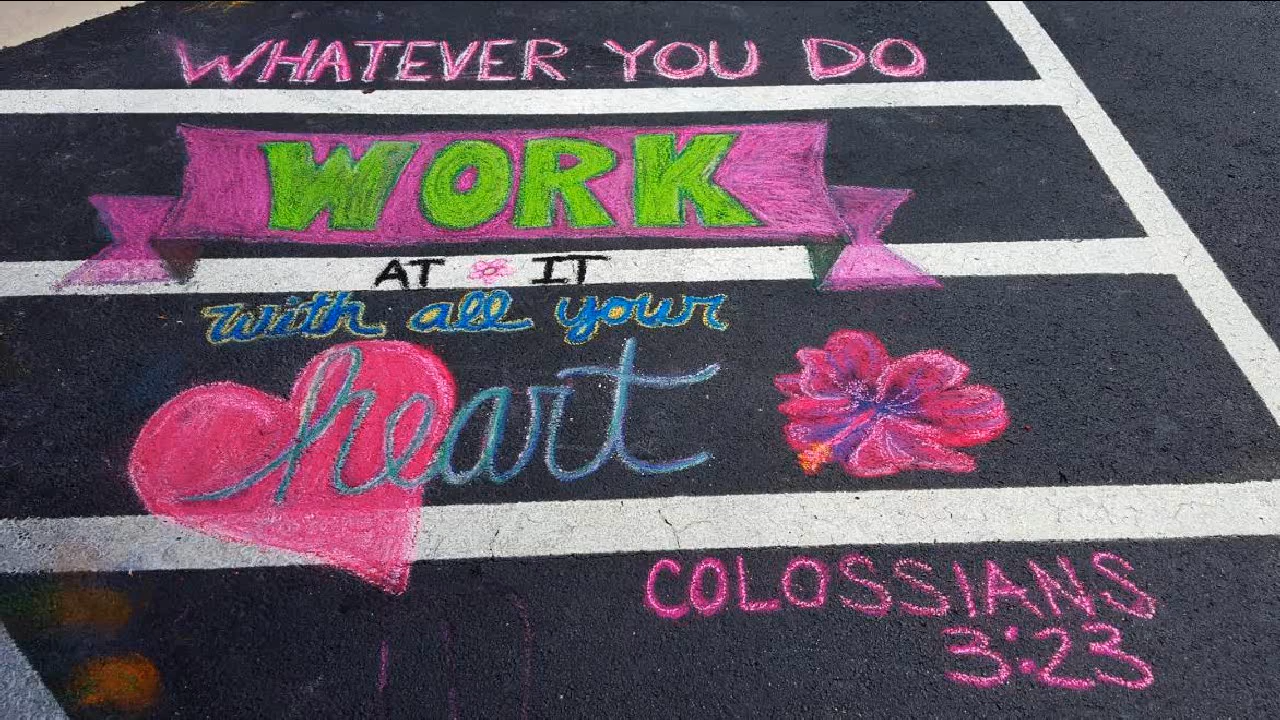 WHATEVER YOU DO
WORK
AT IT
with all your
heart
COLOSSIANS
3:23